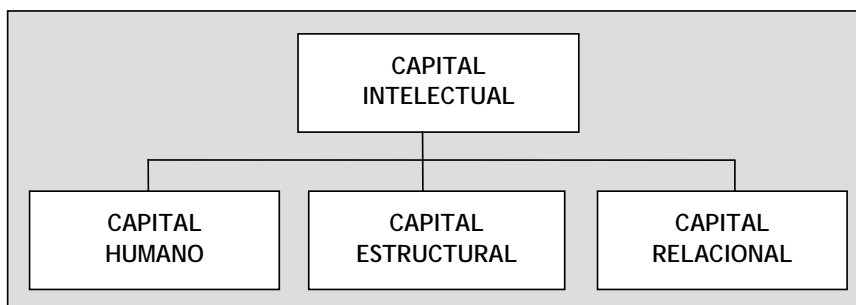 CAPITAL
INTELECTUAL
CAPITAL
HUMANO
CAPITAL
ESTRUCTURAL
CAPITAL
RELACIONAL